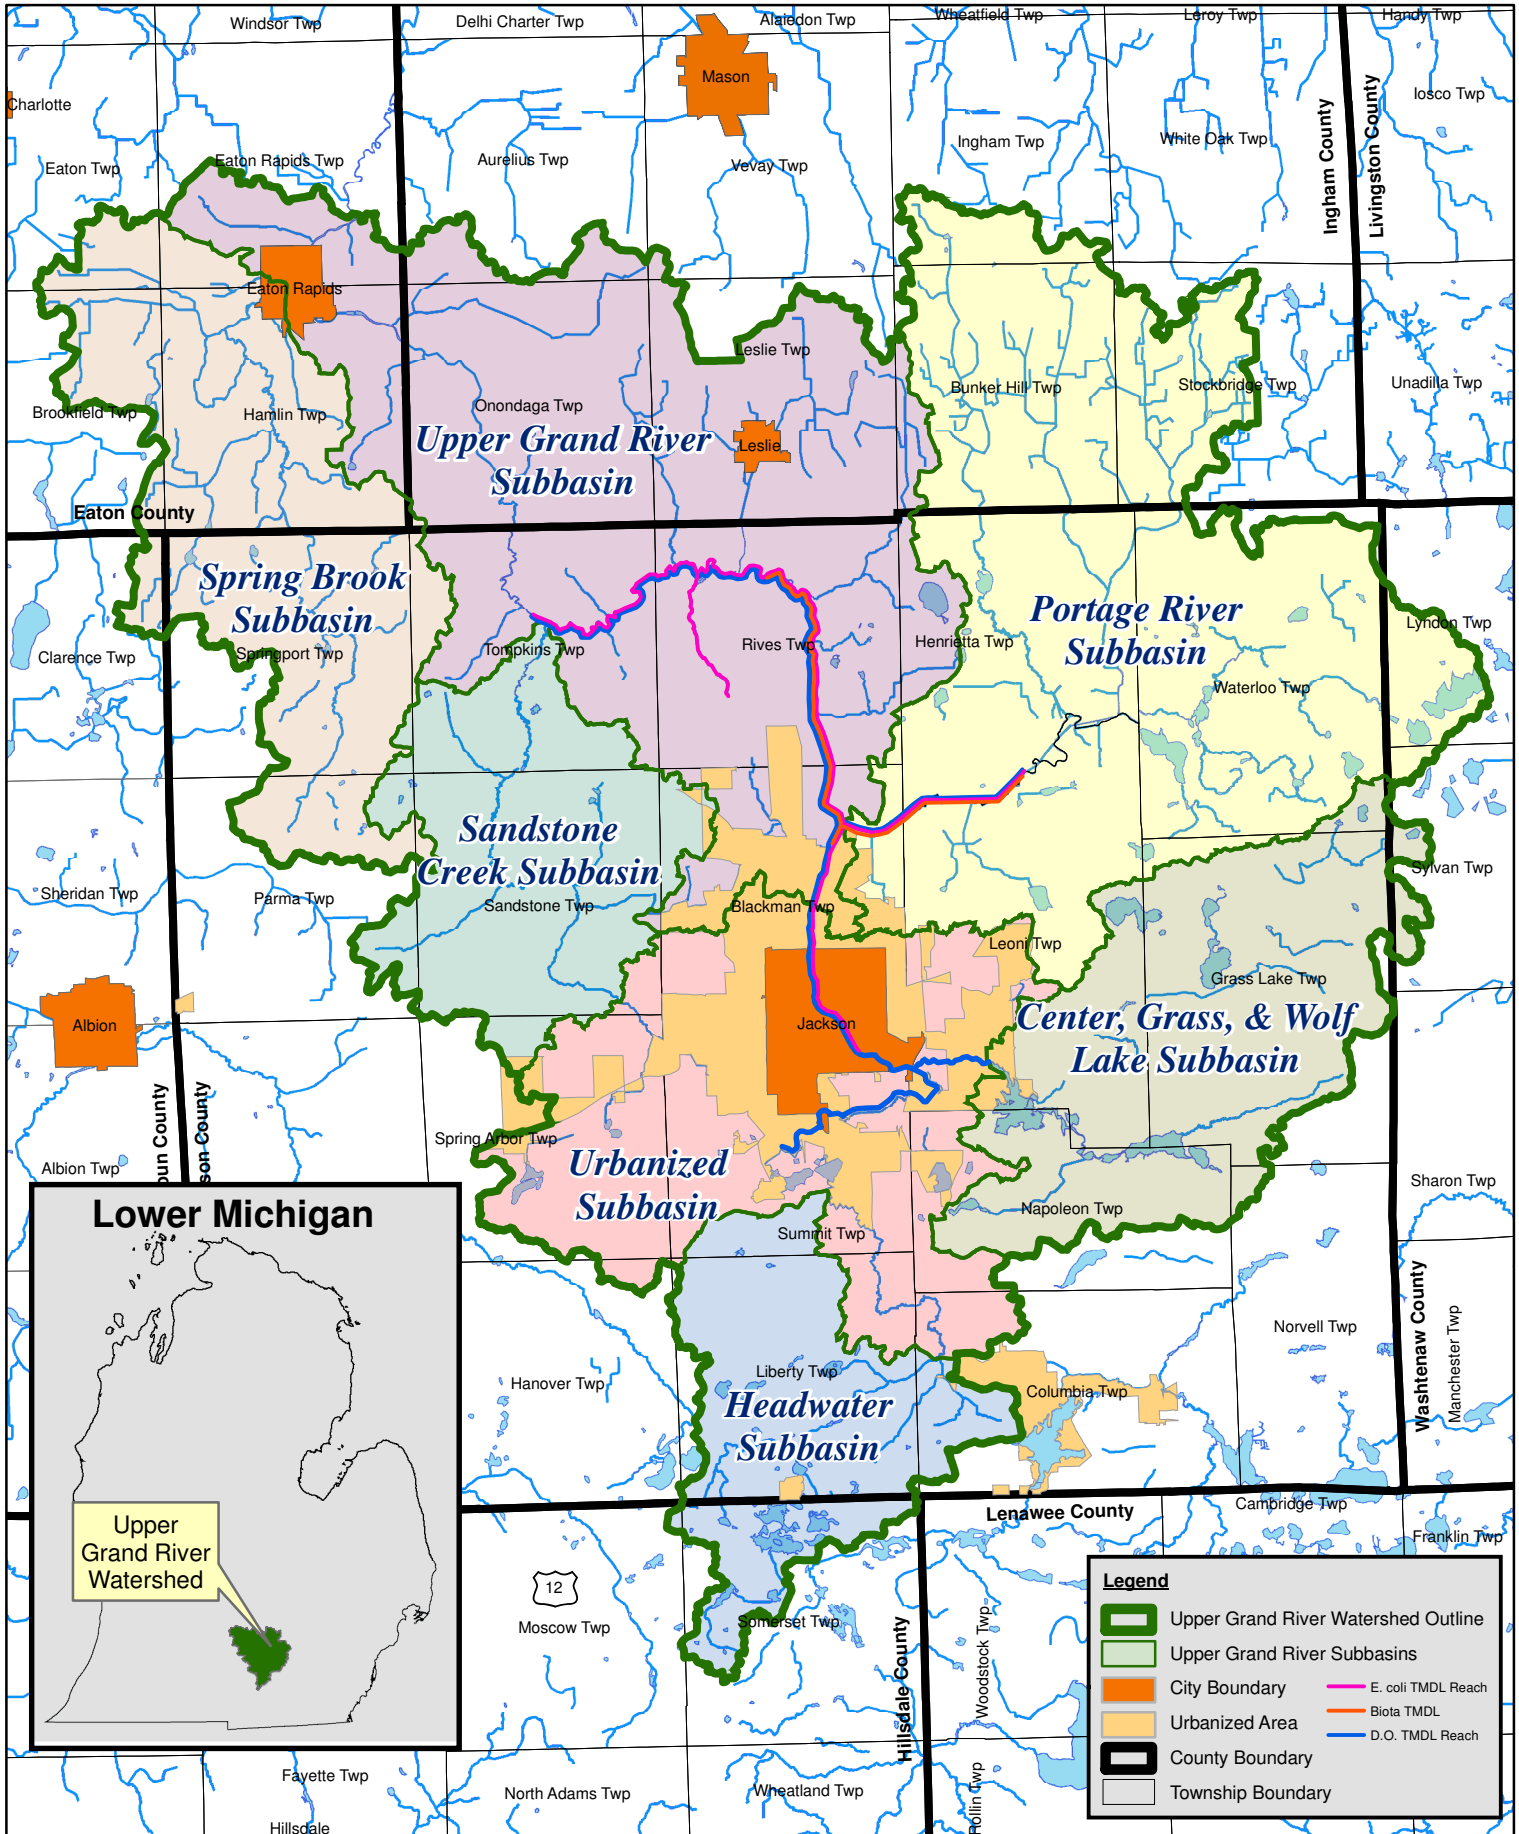 Windsor Twp
Delhi Charter Twp
Alaiedon Twp
Wheatfield Twp
Leroy Twp
Handy Twp
Mason
Charlotte
Iosco Twp
Ingham County
Livingston County
Eaton Twp
Eaton Rapids Twp
Aurelius Twp
Vevay Twp
Ingham Twp
White Oak Twp
Eaton Rapids
Leslie Twp
Brookfield Twp
Hamlin Twp
Onondaga Twp
Bunker Hill Twp
Stockbridge Twp
Unadilla Twp
Upper Grand River
Subbasin
Leslie
Eaton County
Spring Brook
Subbasin
Springport Twp
Clarence Twp
Tompkins Twp
Rives Twp
Henrietta Twp
Portage River
Subbasin
Lyndon Twp
Waterloo Twp
Sandstone
Creek Subbasin
Sandstone Twp
Sheridan Twp
Parma Twp
Blackman Twp
Leoni Twp
Sylvan Twp
Grass Lake Twp
Albion
Jackson
Center, Grass, & Wolf
Lake Subbasin
oun County
son County
Albion Twp
Spring Arbor Twp
Urbanized
Subbasin
Summit Twp
Napoleon Twp
Sharon Twp
Lower Michigan
Upper
Grand River
Watershed
Norvell Twp
Washtenaw County
Manchester Twp
Hanover Twp
Liberty Twp
Columbia Twp
Headwater
Subbasin
Lenawee County
Cambridge Twp
Franklin Twp
12
Moscow Twp
Somerset Twp
Hillsdale County
Woodstock Twp
Rollin Twp
Fayette Twp
North Adams Twp
Wheatland Twp
Hillsdale
Legend
Upper Grand River Watershed Outline
Upper Grand River Subbasins
City Boundary
E. coli TMDL Reach
Biota TMDL
Urbanized Area
D.O. TMDL Reach
County Boundary
Township Boundary